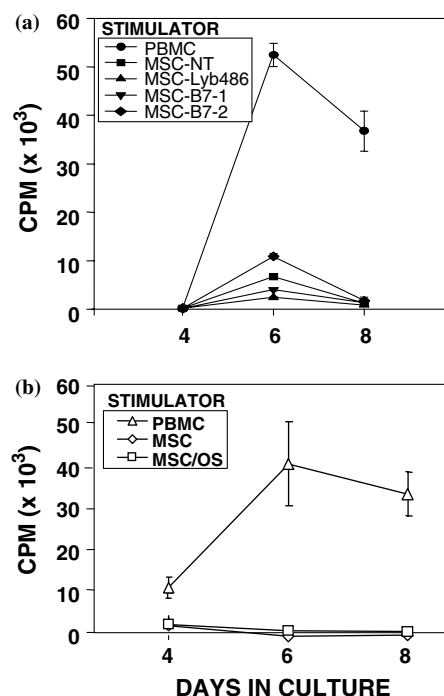 (a)
STIMULATOR
PBMC
MSC-NT
MSC-Lyb486
MSC-B7-1
MSC-B7-2
CPM (x 10³)
60
50
40
30
20
10
0
4 6 8
(b)
STIMULATOR
PBMC
MSC
MSC/OS
CPM (x 10³)
60
50
40
30
20
10
0
4 6 8
DAYS IN CULTURE